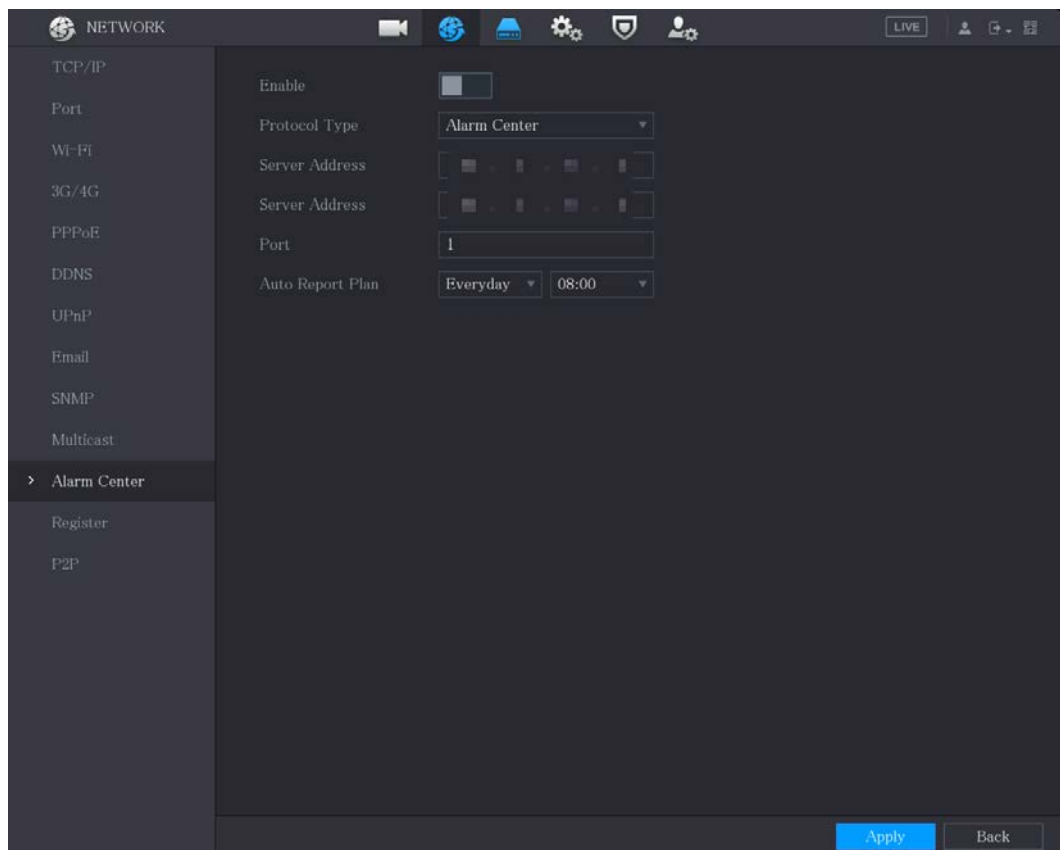 NETWORK
LIVE
TCP/IP
Port
Wi-Fi
3G/4G
PPPoE
DDNS
UPnP
Email
SNMP
Multicast
Alarm Center
Register
P2P
Enable
Protocol Type Alarm Center
Server Address
Server Address
Port 1
Auto Report Plan Everyday 08:00
Apply Back